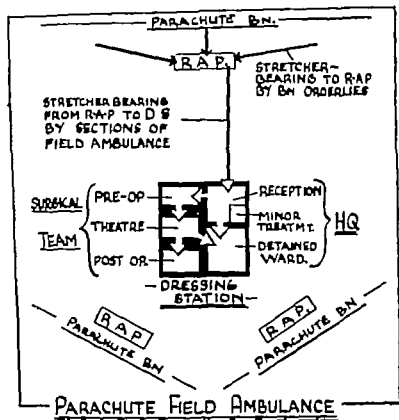 PARACHUTE BN.
R.A.P.
STRETCHER-
BEARING TO R·A·P
BY BN ORDERLIES
STRETCHER BEARING
FROM R·A·P TO D S
BY SECTIONS OF
FIELD AMBULANCE
SURGICAL
TEAM
PRE-OP
THEATRE
POST OP.
RECEPTION
MINOR
TREATMT.
DETAINED
WARD.
HQ
DRESSING
STATION
RAP
PARACHUTE BN
RAP.
PARACHUTE BN
PARACHUTE FIELD AMBULANCE